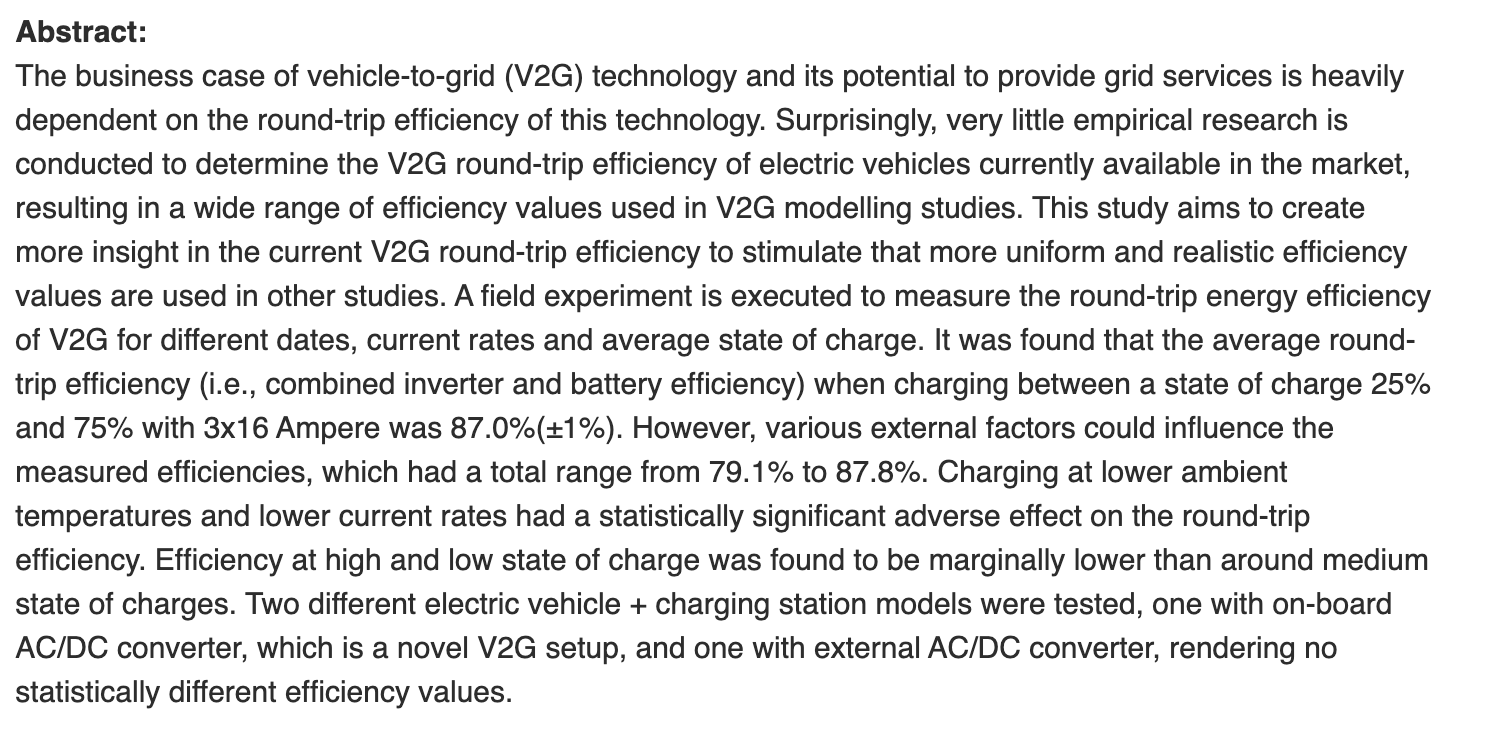 Abstract:
The business case of vehicle-to-grid (V2G) technology and its potential to provide grid services is heavily
dependent on the round-trip efficiency of this technology. Surprisingly, very little empirical research is
conducted to determine the V2G round-trip efficiency of electric vehicles currently available in the market,
resulting in a wide range of efficiency values used in V2G modelling studies. This study aims to create
more insight in the current V2G round-trip efficiency to stimulate that more uniform and realistic efficiency
values are used in other studies. A field experiment is executed to measure the round-trip energy efficiency
of V2G for different dates, current rates and average state of charge. It was found that the average round-
trip efficiency (i.e., combined inverter and battery efficiency) when charging between a state of charge 25%
and 75% with 3x16 Ampere was 87.0%(±1%). However, various external factors could influence the
measured efficiencies, which had a total range from 79.1% to 87.8%. Charging at lower ambient
temperatures and lower current rates had a statistically significant adverse effect on the round-trip
efficiency. Efficiency at high and low state of charge was found to be marginally lower than around medium
state of charges. Two different electric vehicle + charging station models were tested, one with on-board
AC/DC converter, which is a novel V2G setup, and one with external AC/DC converter, rendering no
statistically different efficiency values.